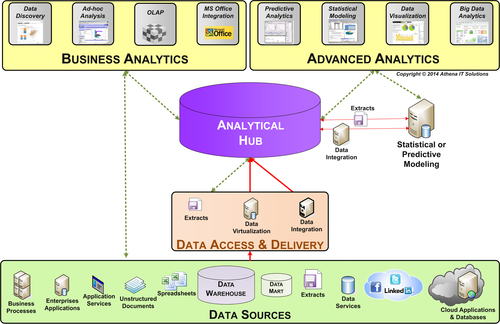 Data
Discovery
Ad-hoc
Analysis
OLAP
MS Office
Integration
Office
BUSINESS ANALYTICS
Predictive
Analytics
Statistical
Modeling
Data
Visualization
Big Data
Analytics
ADVANCED ANALYTICS
Copyright © 2014 Athena IT Solutions
ANALYTICAL
HUB
Extracts
Data
Integration
Statistical or
Predictive
Modeling
Extracts
Data
Virtualization
Data
Integration
DATA ACCESS & DELIVERY
Business
Processes
Enterprises
Applications
Application
Services
Unstructured
Documents
Spreadsheets
DATA
WAREHOUSE
DATA
MART
Extracts
Data
Services
Linked in
Cloud Applications
& Databases
DATA SOURCES